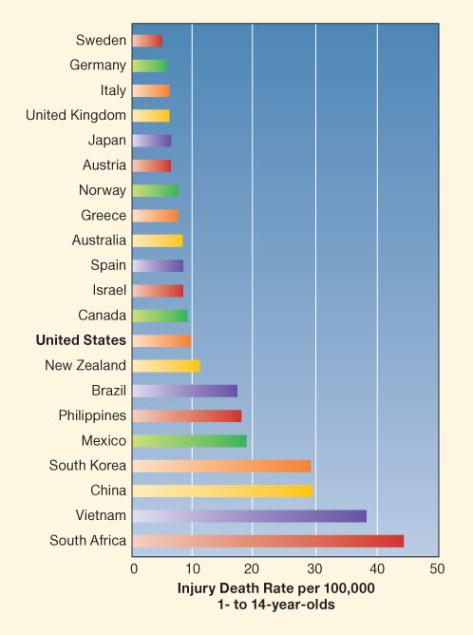 Sweden
Germany
Italy
United Kingdom
Japan
Austria
Norway
Greece
Australia
Spain
Israel
Canada
United States
New Zealand
Brazil
Philippines
Mexico
South Korea
China
Vietnam
South Africa
0 10 20 30 40 50
Injury Death Rate per 100,000
1- to 14-year-olds